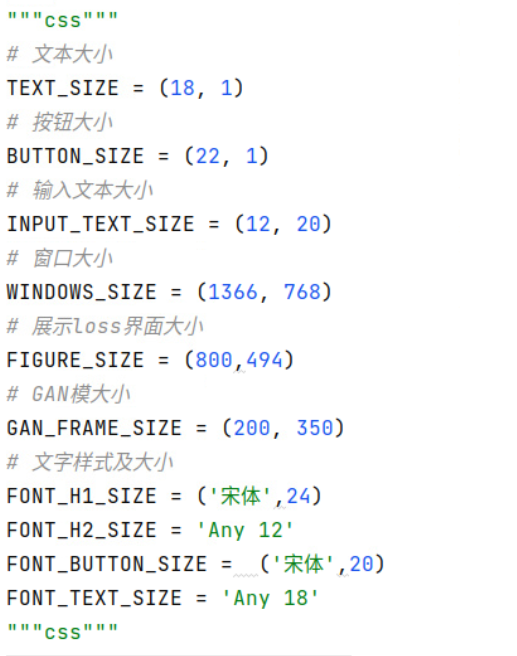 """css"""
# 文本大小
TEXT_SIZE = (18, 1)
# 按钮大小
BUTTON_SIZE = (22, 1)
# 输入文本大小
INPUT_TEXT_SIZE = (12, 20)
# 窗口大小
WINDOWS_SIZE = (1366, 768)
# 展示loss界面大小
FIGURE_SIZE = (800,494)
# GAN模大小
GAN_FRAME_SIZE = (200, 350)
# 文字样式及大小
FONT_H1_SIZE = ('宋体',24)
FONT_H2_SIZE = 'Any 12'
FONT_BUTTON_SIZE =  ('宋体',20)
FONT_TEXT_SIZE = 'Any 18'
"""css"""